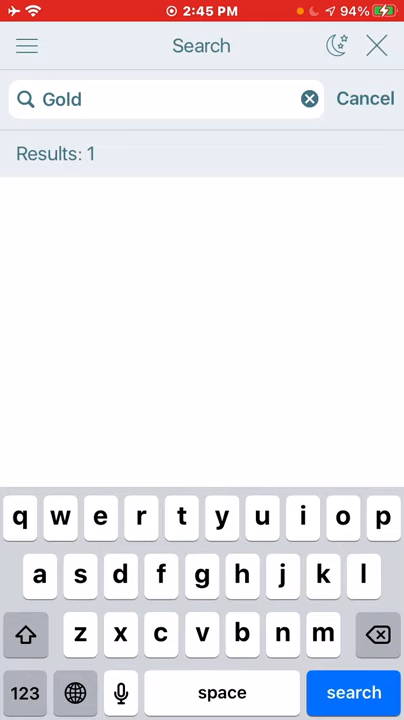 2:45 PM 94%
Search
Gold Cancel
Results: 1
q w e r t y u i o p
a s d f g h j k l
z x c v b n m
123 space search